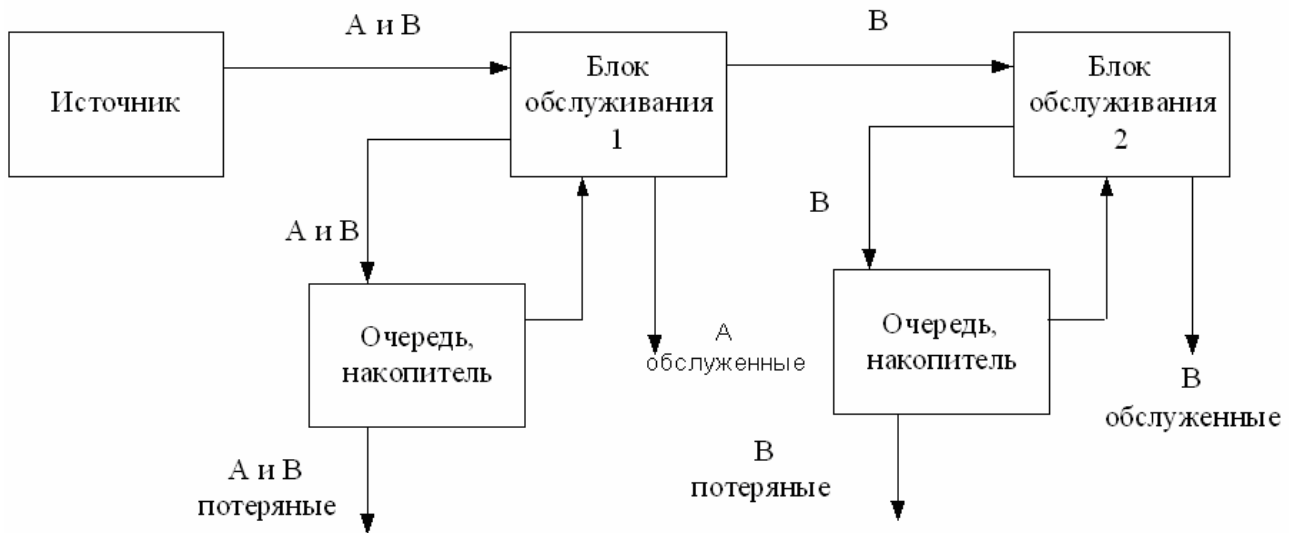 А и В
В
Источник
Блок
обслуживания
1
Блок
обслуживания
2
А и В
В
Очередь,
накопитель
А
обслуженные
Очередь,
накопитель
В
обслуженные
А и В
потеряные
В
потеряные